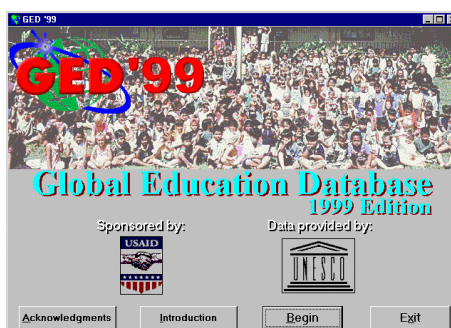 GED '99
GED'99
Global Education Database
1999 Edition
Sponsored by:
Data provided by:
USAID
UNESCO
Acknowledgments
Introduction
Begin
Exit